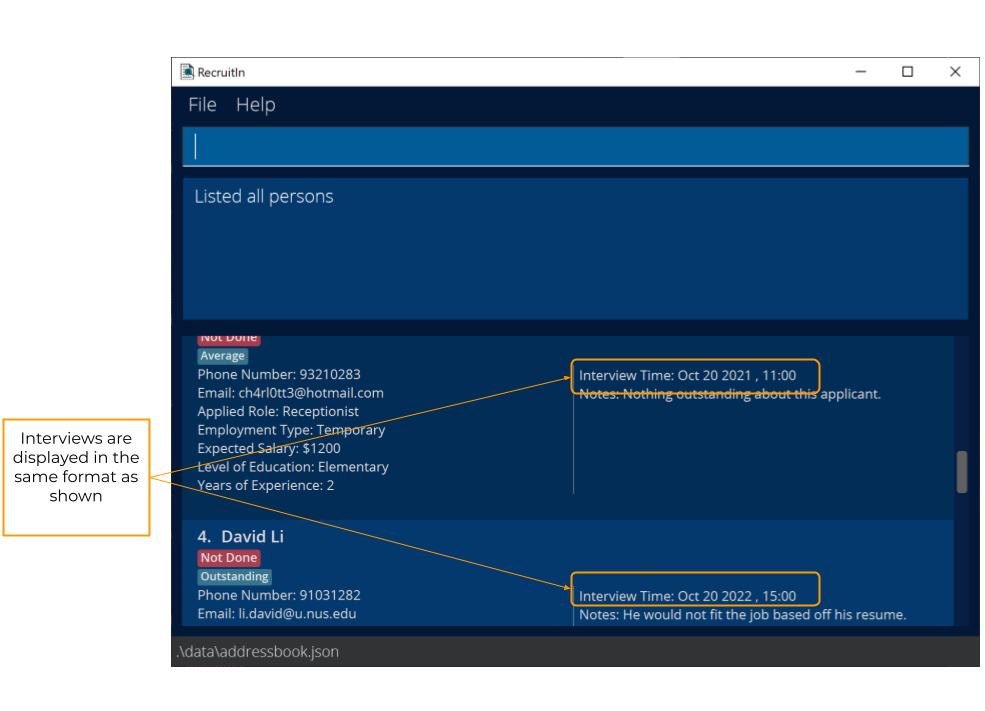 RecruitIn
File Help
Listed all persons
Not Done
Average
Phone Number: 93210283
Email: ch4rl0tt3@hotmail.com
Applied Role: Receptionist
Employment Type: Temporary
Expected Salary: $1200
Level of Education: Elementary
Years of Experience: 2
Interview Time: Oct 20 2021 , 11:00
Notes: Nothing outstanding about this applicant.
Interviews are
displayed in the
same format as
shown
4. David Li
Not Done
Outstanding
Phone Number: 91031282
Email: li.david@u.nus.edu
Interview Time: Oct 20 2022 , 15:00
Notes: He would not fit the job based off his resume.
.\data\addressbook.json